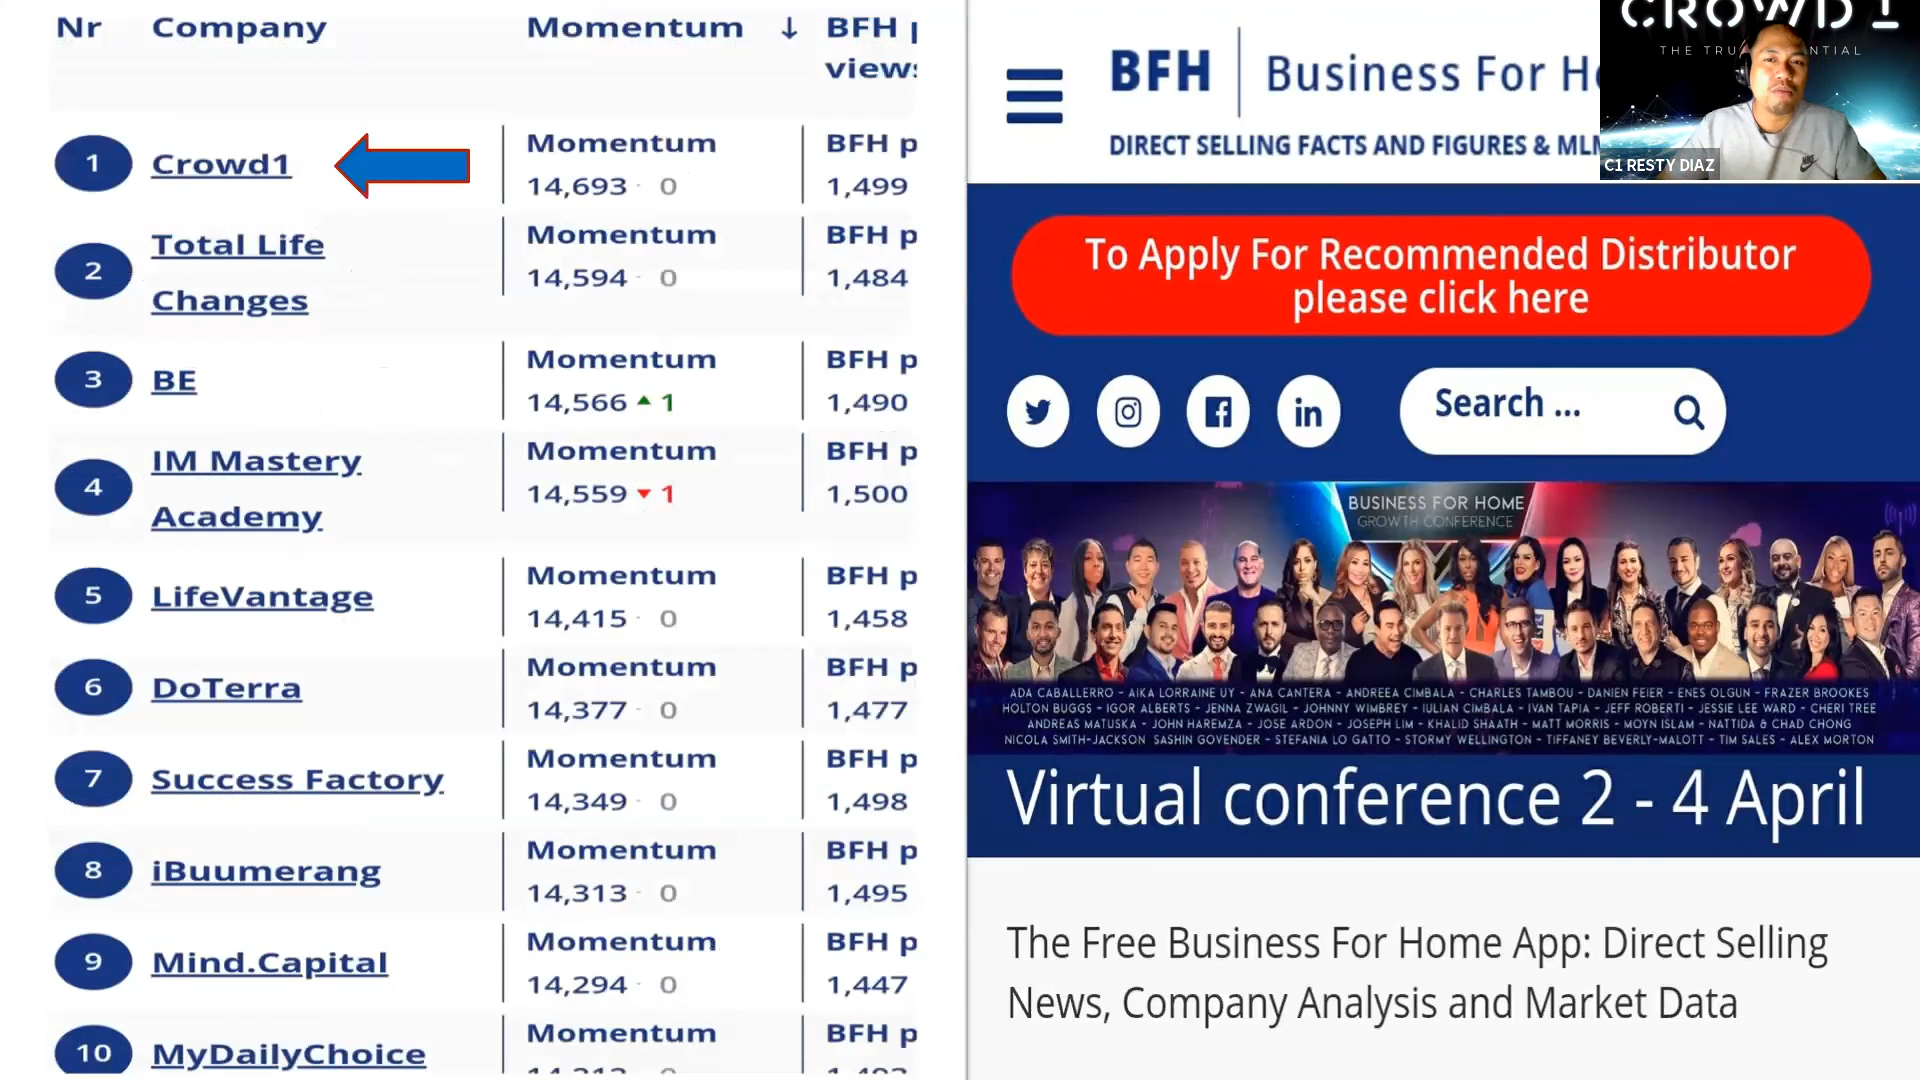 Nr Company Momentum ↓ BFH p
views
1 Crowd1 Momentum BFH p
14,693 · 0 1,499
2 Total Life Changes Momentum BFH p
14,594 · 0 1,484
3 BE Momentum BFH p
14,566 ▲ 1 1,490
4 IM Mastery Academy Momentum BFH p
14,559 ▼ 1 1,500
5 LifeVantage Momentum BFH p
14,415 · 0 1,458
6 DoTerra Momentum BFH p
14,377 · 0 1,477
7 Success Factory Momentum BFH p
14,349 · 0 1,498
8 iBuumerang Momentum BFH p
14,313 · 0 1,495
9 Mind.Capital Momentum BFH p
14,294 · 0 1,447
10 MyDailyChoice Momentum BFH p
BFH Business For Ho
DIRECT SELLING FACTS AND FIGURES & MLM
CROWD 1
THE TRU NTIAL
C1 RESTY DIAZ
To Apply For Recommended Distributor
please click here
Search ...
BUSINESS FOR HOME
GROWTH CONFERENCE
ADA CABALLERRO - AIKA LORRAINE UY - ANA CANTERA - ANDREEA CIMBALA - CHARLES TAMBOU - DANIEN FEIER - ENES OLGUN - FRAZER BROOKES
HOLTON BUGGS - IGOR ALBERTS - JENNA ZWAGIL - JOHNNY WIMBREY - IULIAN CIMBALA - IVAN TAPIA - JEFF ROBERTI - JESSIE LEE WARD - CHERI TREE
ANDREAS MATUSKA - JOHN HAREMZA - JOSE ARDON - JOSEPH LIM - KHALID SHAATH - MATT MORRIS - MOYN ISLAM - NATTIDA & CHAD CHONG
NICOLA SMITH-JACKSON SASHIN GOVENDER - STEFANIA LO GATTO - STORMY WELLINGTON - TIFFANEY BEVERLY-MALOTT - TIM SALES - ALEX MORTON
Virtual conference 2 - 4 April
The Free Business For Home App: Direct Selling
News, Company Analysis and Market Data